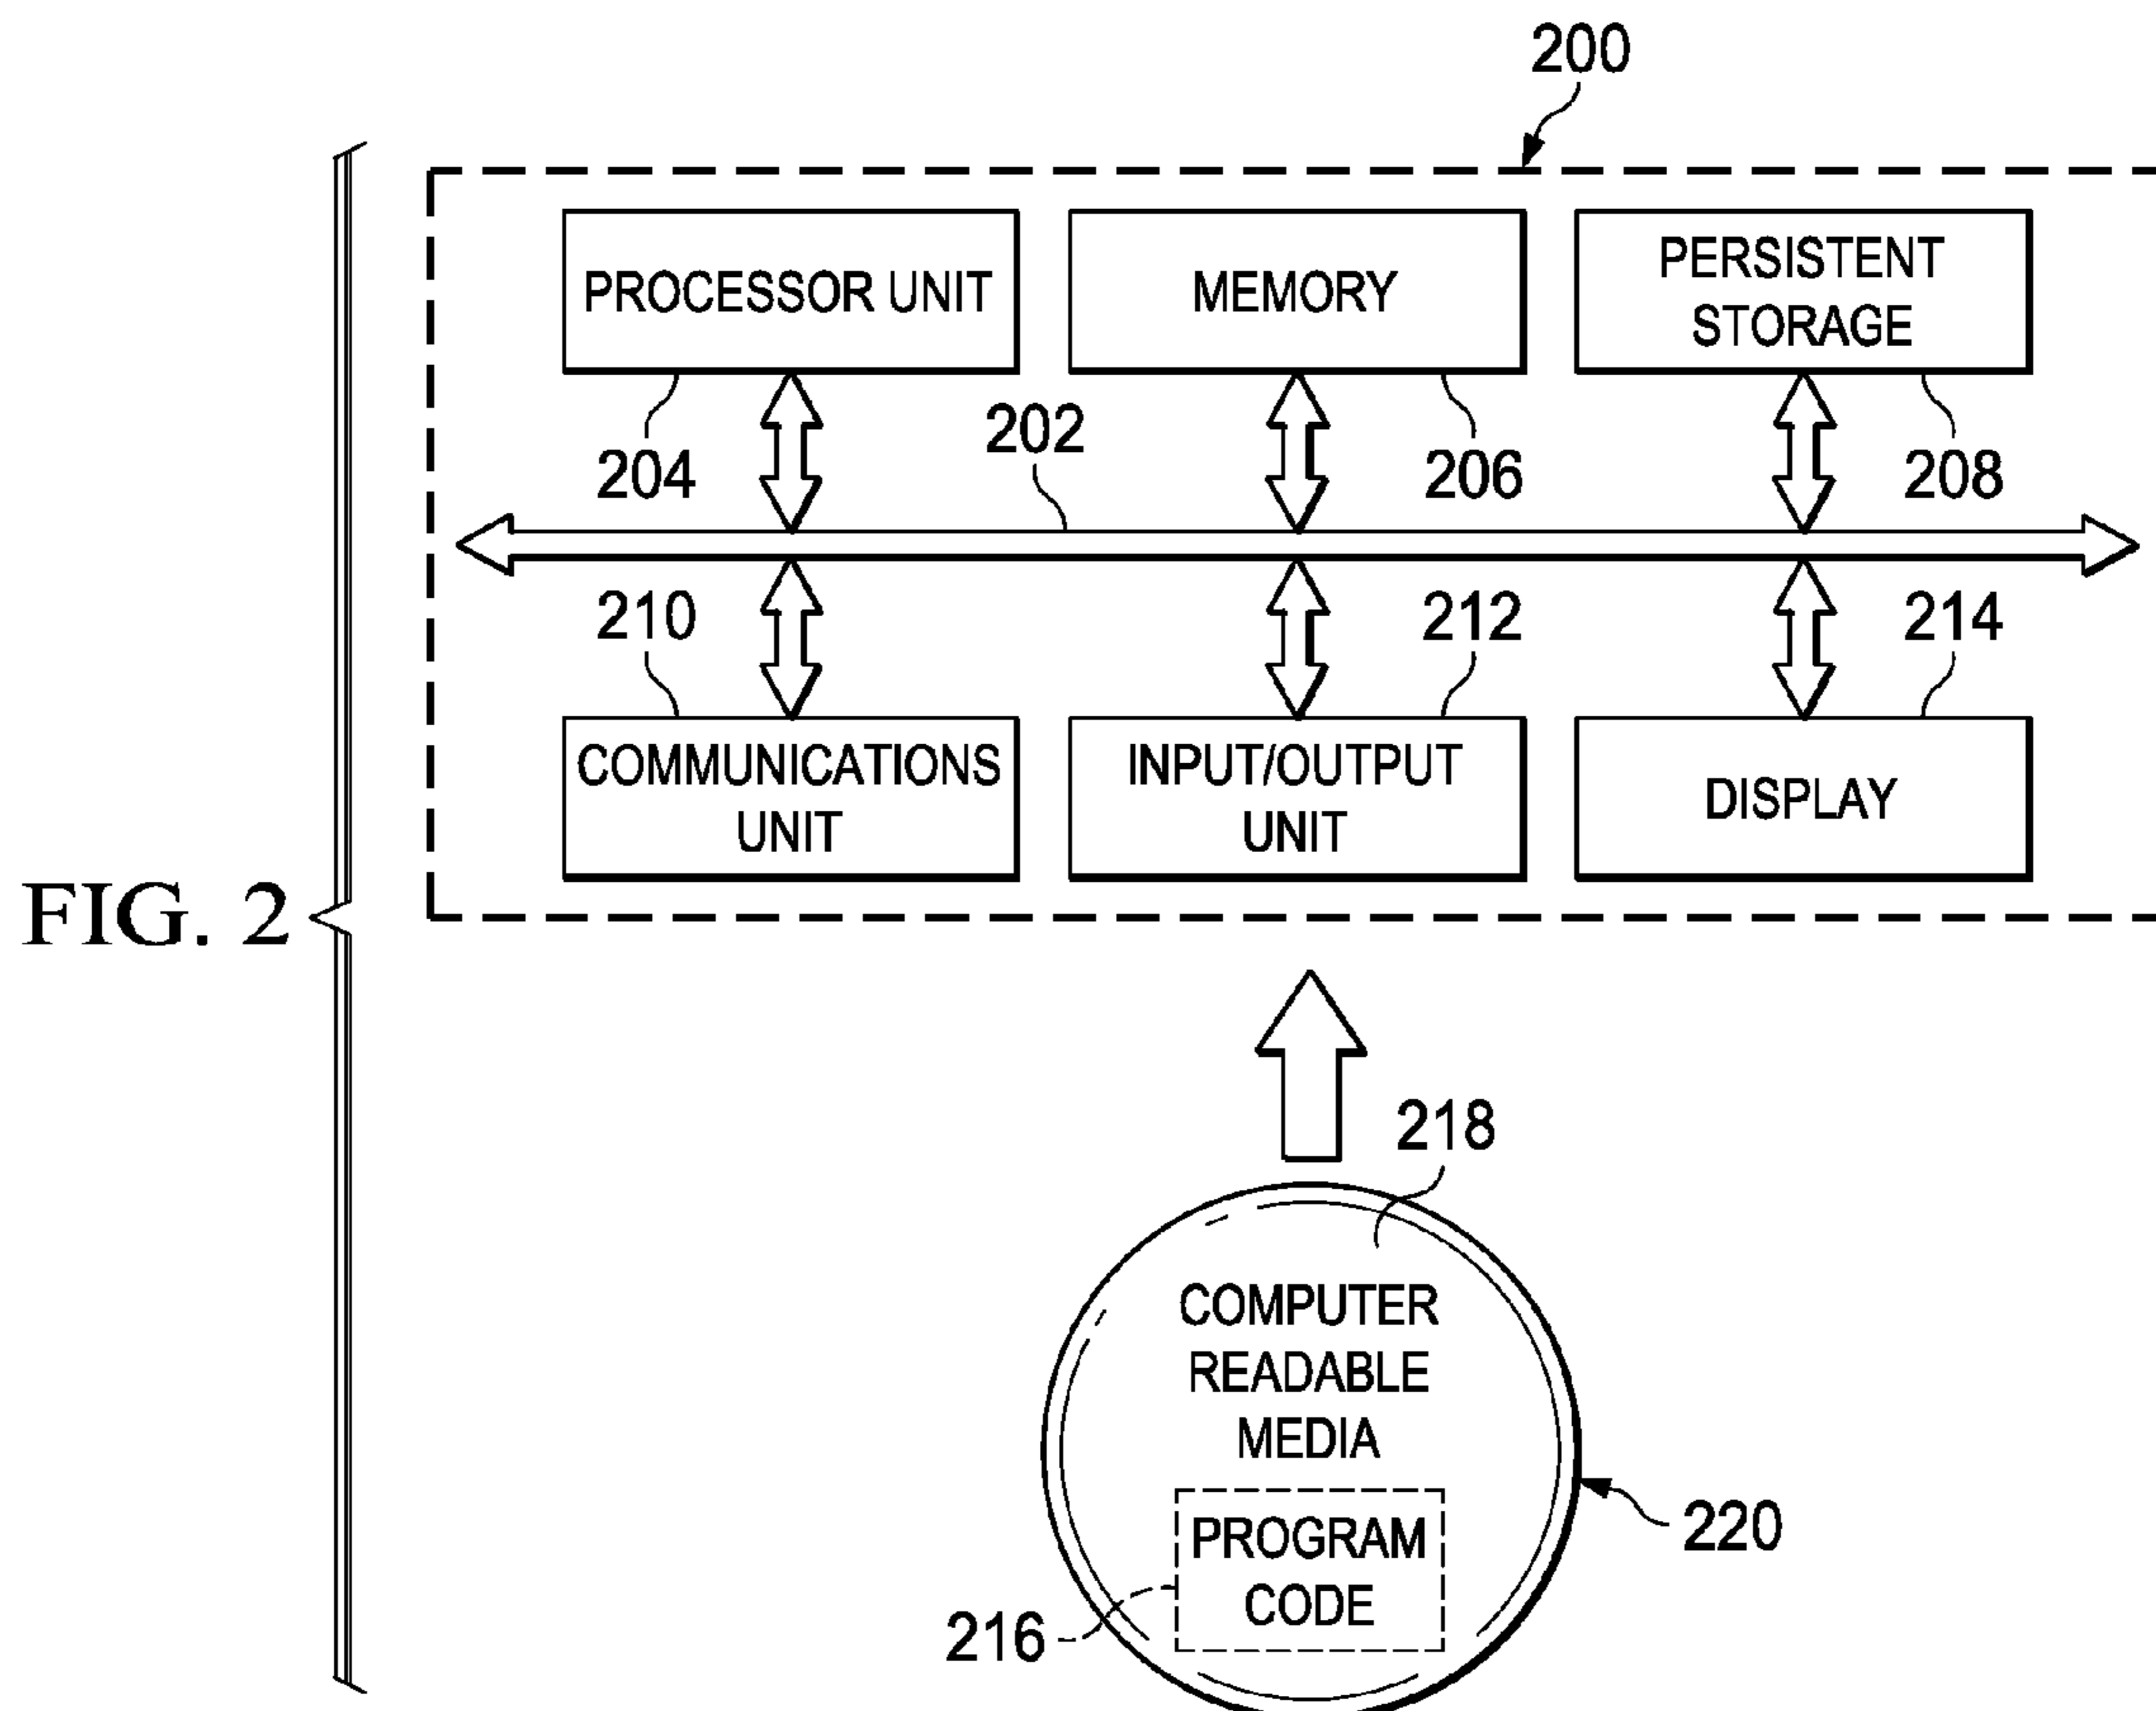 200
PROCESSOR UNIT
MEMORY
PERSISTENT
STORAGE
204
202
206
208
210
212
214
COMMUNICATIONS
UNIT
INPUT/OUTPUT
UNIT
DISPLAY
FIG. 2
218
COMPUTER
READABLE
MEDIA
PROGRAM
CODE
220
216